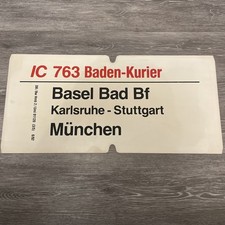 IC 763 Baden-Kurier
Basel Bad Bf
Karlsruhe - Stuttgart
München